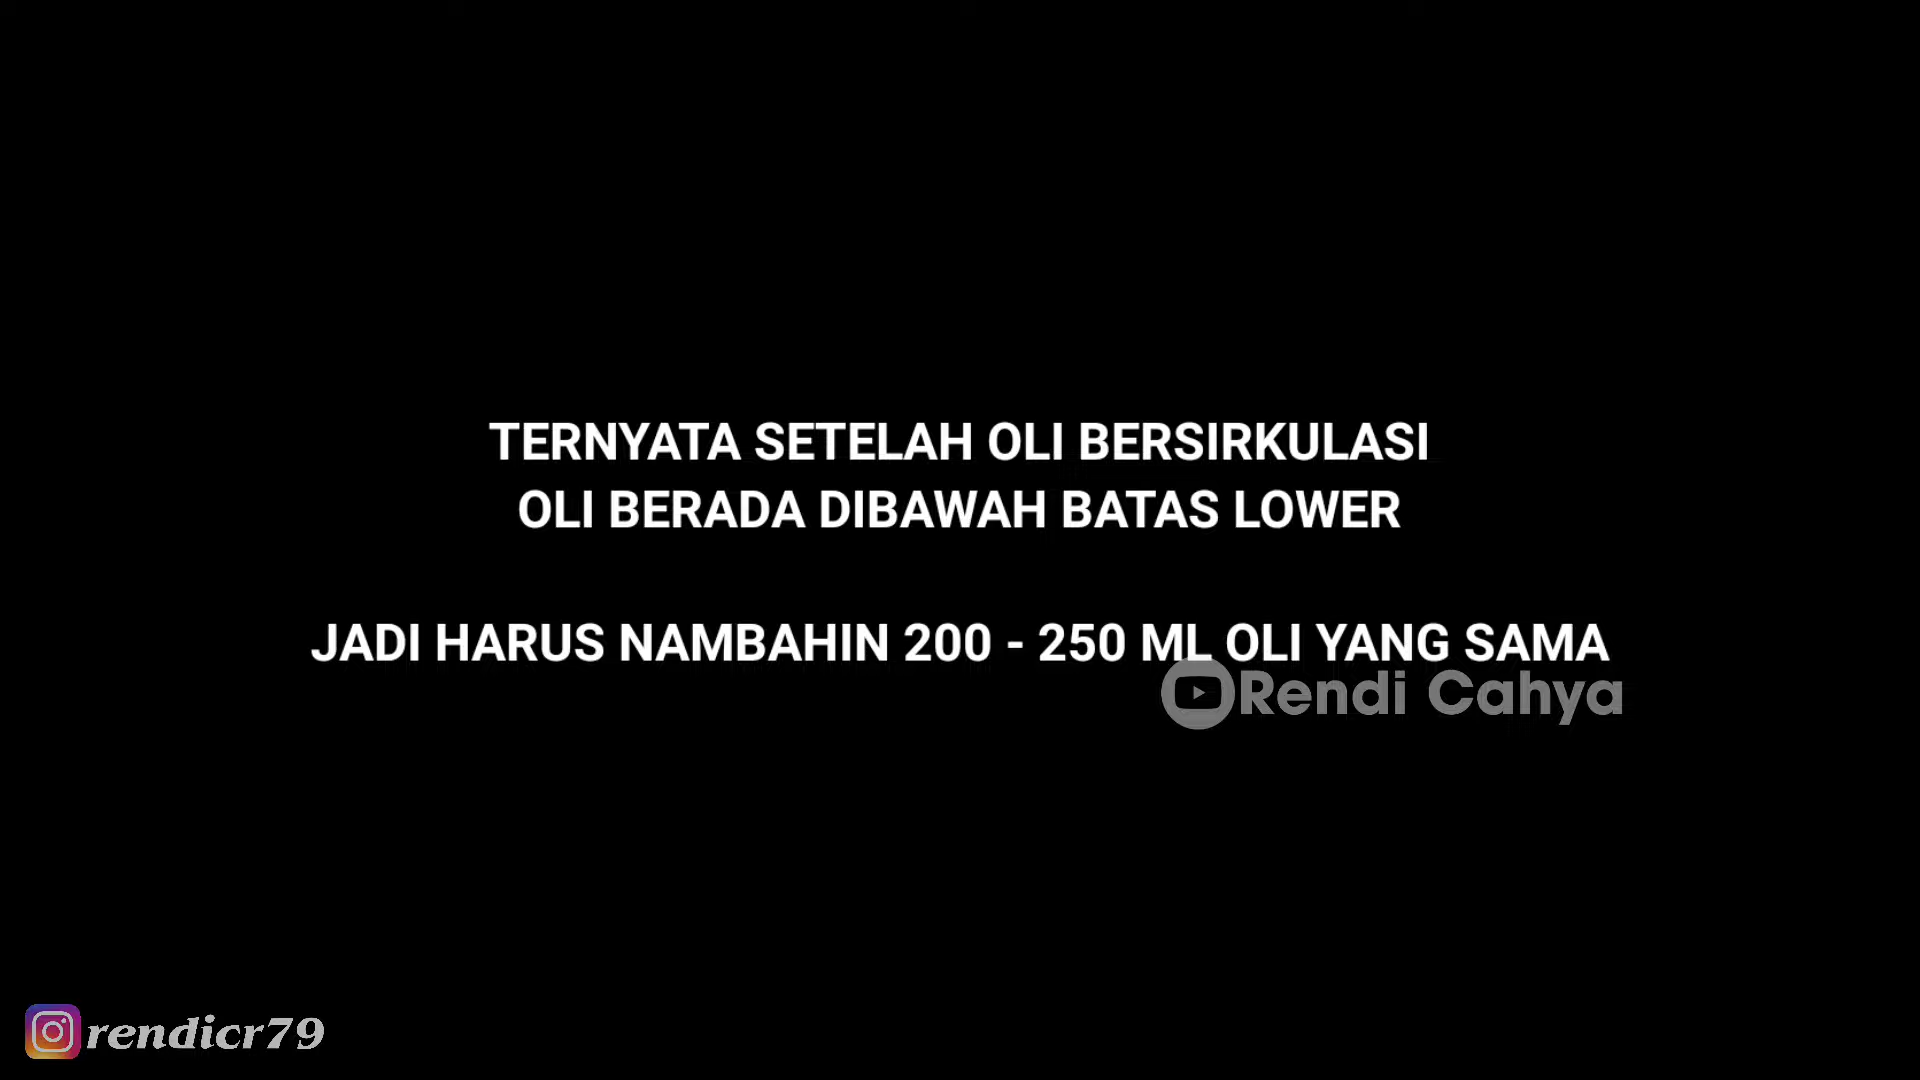 TERNYATA SETELAH OLI BERSIRKULASI
OLI BERADA DIBAWAH BATAS LOWER
JADI HARUS NAMBAHIN 200 - 250 ML OLI YANG SAMA
Rendi Cahya
rendicr79